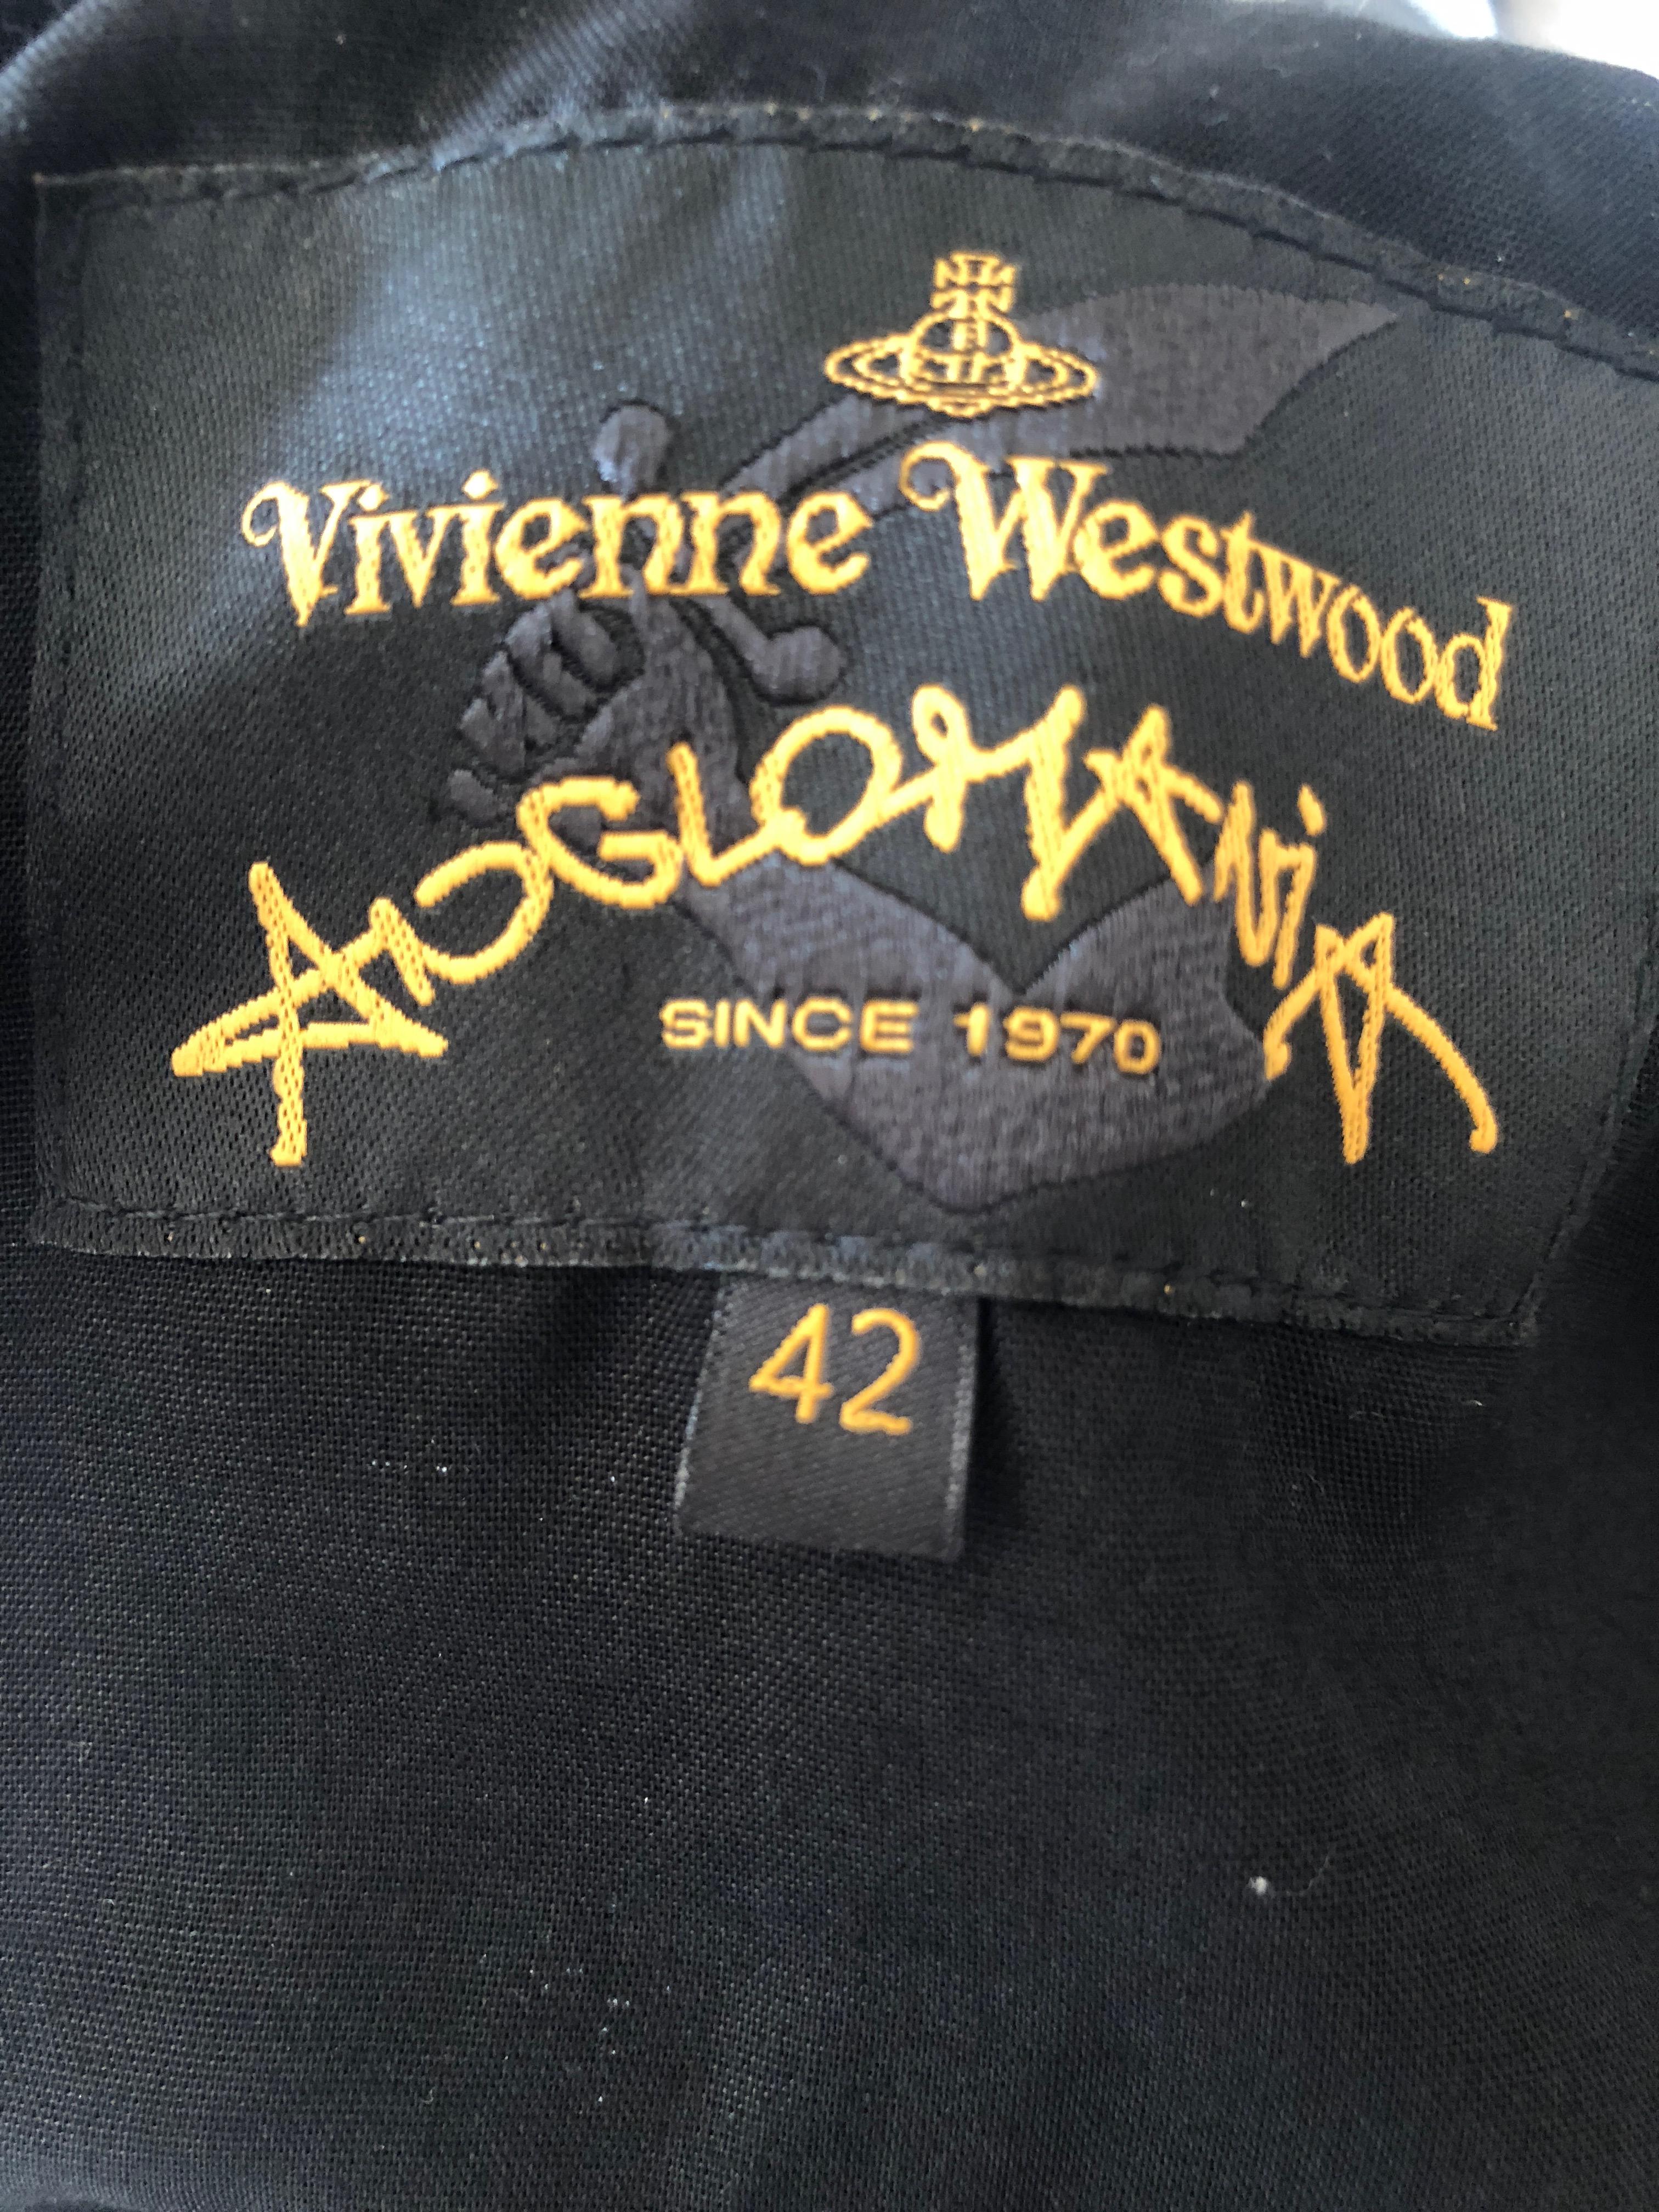 Vivienne Westwood
ANGLOMANiA
SINCE 1970
42